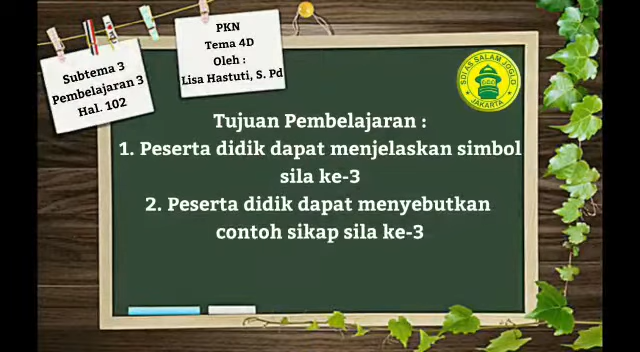 Subtema 3
Pembelajaran 3
Hal. 102
PKN
Tema 4D
Oleh :
Lisa Hastuti, S. Pd
SDI AS SALAM JOGLO
JAKARTA
Tujuan Pembelajaran :
1. Peserta didik dapat menjelaskan simbol
sila ke-3
2. Peserta didik dapat menyebutkan
contoh sikap sila ke-3